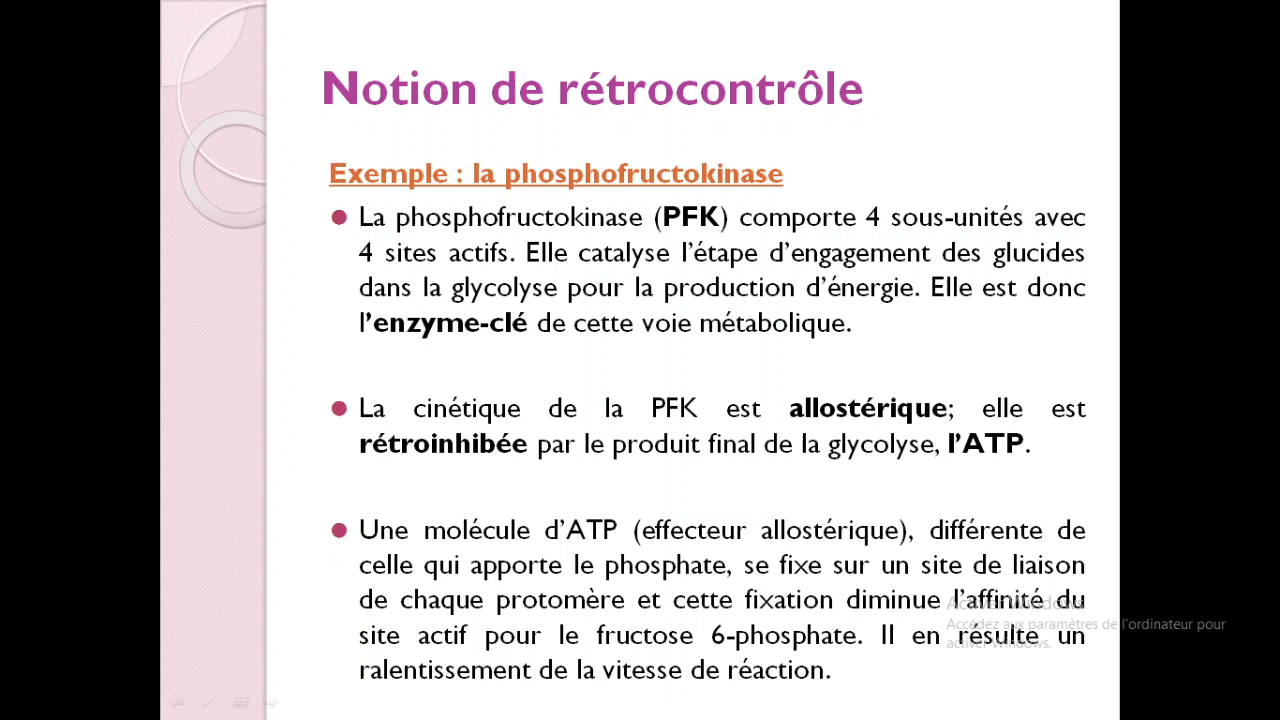 Notion de rétrocontrôle
Exemple : la phosphofructokinase
La phosphofructokinase (PFK) comporte 4 sous-unités avec
4 sites actifs. Elle catalyse l’étape d’engagement des glucides
dans la glycolyse pour la production d’énergie. Elle est donc
l’enzyme-clé de cette voie métabolique.
La cinétique de la PFK est allostérique; elle est
rétroinhibée par le produit final de la glycolyse, l’ATP.
Une molécule d’ATP (effecteur allostérique), différente de
celle qui apporte le phosphate, se fixe sur un site de liaison
de chaque protomère et cette fixation diminue l’affinité du
site actif pour le fructose 6-phosphate. Il en résulte un
ralentissement de la vitesse de réaction.
Activer Windows
Accédez aux paramètres de l'ordinateur pour
activer Windows.